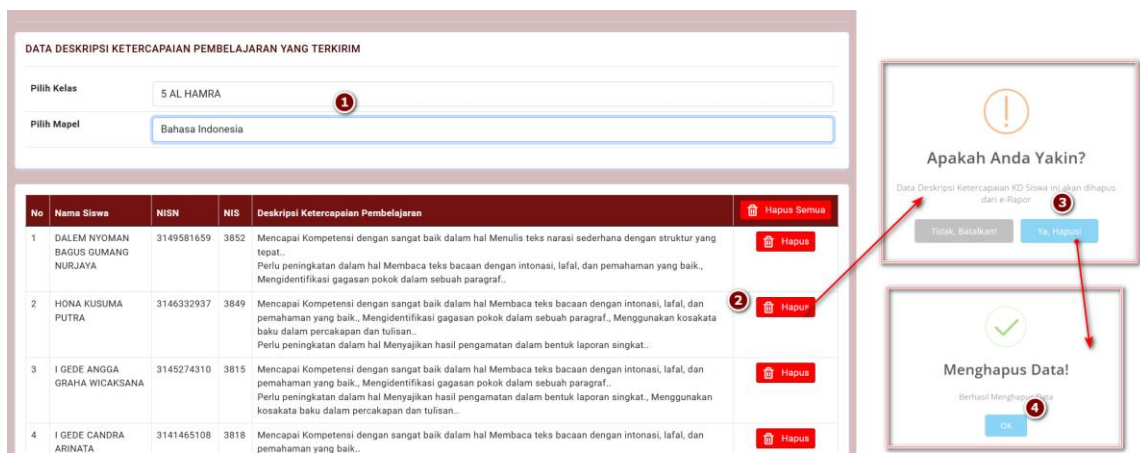 DATA DESKRIPSI KETERCAPAIAN PEMBELAJARAN YANG TERKIRIM
Pilih Kelas
5 AL HAMRA
1
Pilih Mapel
Bahasa Indonesia
No Nama Siswa NISN NIS Deskripsi Ketercapaian Pembelajaran Hapus Semua
1 DALEM NYOMAN BAGUS GUMANG NURJAYA 3149581659 3852
Mencapai Kompetensi dengan sangat baik dalam hal Menulis teks narasi sederhana dengan struktur yang
tepat..
Perlu peningkatan dalam hal Membaca teks bacaan dengan intonasi, lafal, dan pemahaman yang baik.,
Mengidentifikasi gagasan pokok dalam sebuah paragraf..
Hapus
2 HONA KUSUMA PUTRA 3146332937 3849
Mencapai Kompetensi dengan sangat baik dalam hal Membaca teks bacaan dengan intonasi, lafal, dan
pemahaman yang baik., Mengidentifikasi gagasan pokok dalam sebuah paragraf., Menggunakan kosakata
baku dalam percakapan dan tulisan..
Perlu peningkatan dalam hal Menyajikan hasil pengamatan dalam bentuk laporan singkat..
2
Hapus
3 I GEDE ANGGA GRAHA WICAKSANA 3145274310 3815
Mencapai Kompetensi dengan sangat baik dalam hal Membaca teks bacaan dengan intonasi, lafal, dan
pemahaman yang baik., Mengidentifikasi gagasan pokok dalam sebuah paragraf..
Perlu peningkatan dalam hal Menyajikan hasil pengamatan dalam bentuk laporan singkat., Menggunakan
kosakata baku dalam percakapan dan tulisan..
Hapus
4 I GEDE CANDRA ARINATA 3141465108 3818
Mencapai Kompetensi dengan sangat baik dalam hal Membaca teks bacaan dengan intonasi, lafal, dan
pemahaman yang baik..
Hapus
Apakah Anda Yakin?
Data Deskripsi Ketercapaian KD Siswa ini akan dihapus
dari e-Rapor
3
Tidak, Batalkan!
Ya, Hapus!
Menghapus Data!
Berhasil Menghapus Data
4
OK